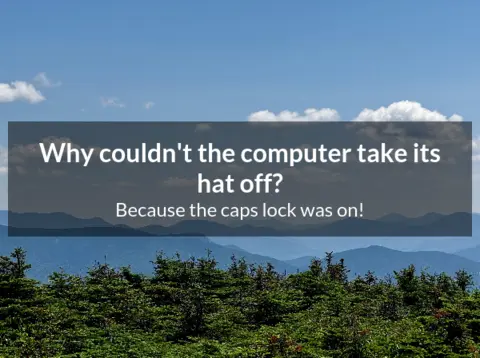 Why couldn't the computer take its
hat off?
Because the caps lock was on!